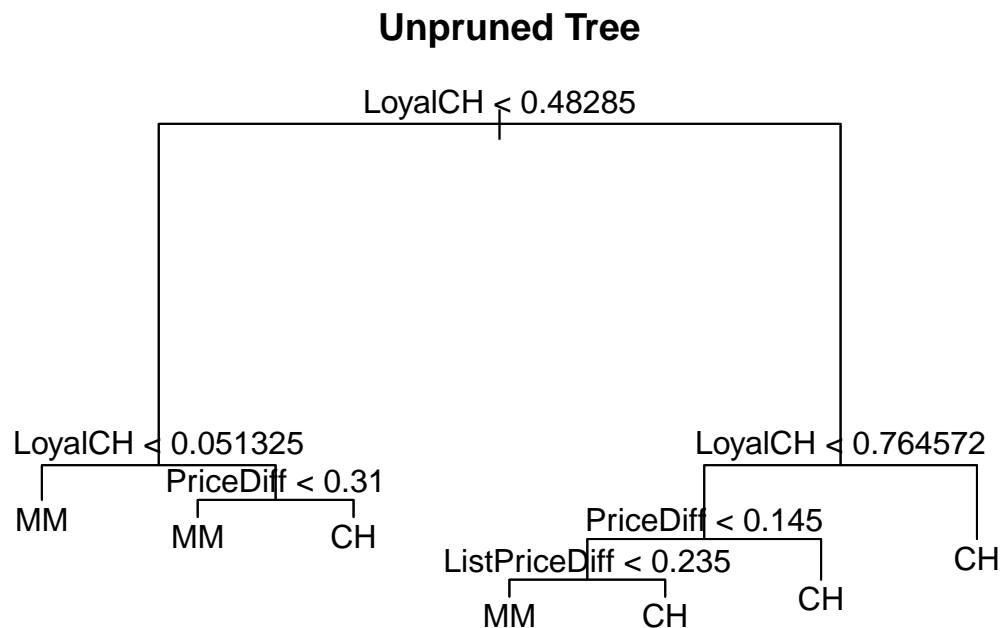 Unpruned Tree
LoyalCH < 0.48285
LoyalCH < 0.051325
LoyalCH < 0.764572
PriceDiff < 0.31
MM
MM
CH
PriceDiff < 0.145
CH
ListPriceDiff < 0.235
CH
MM
CH